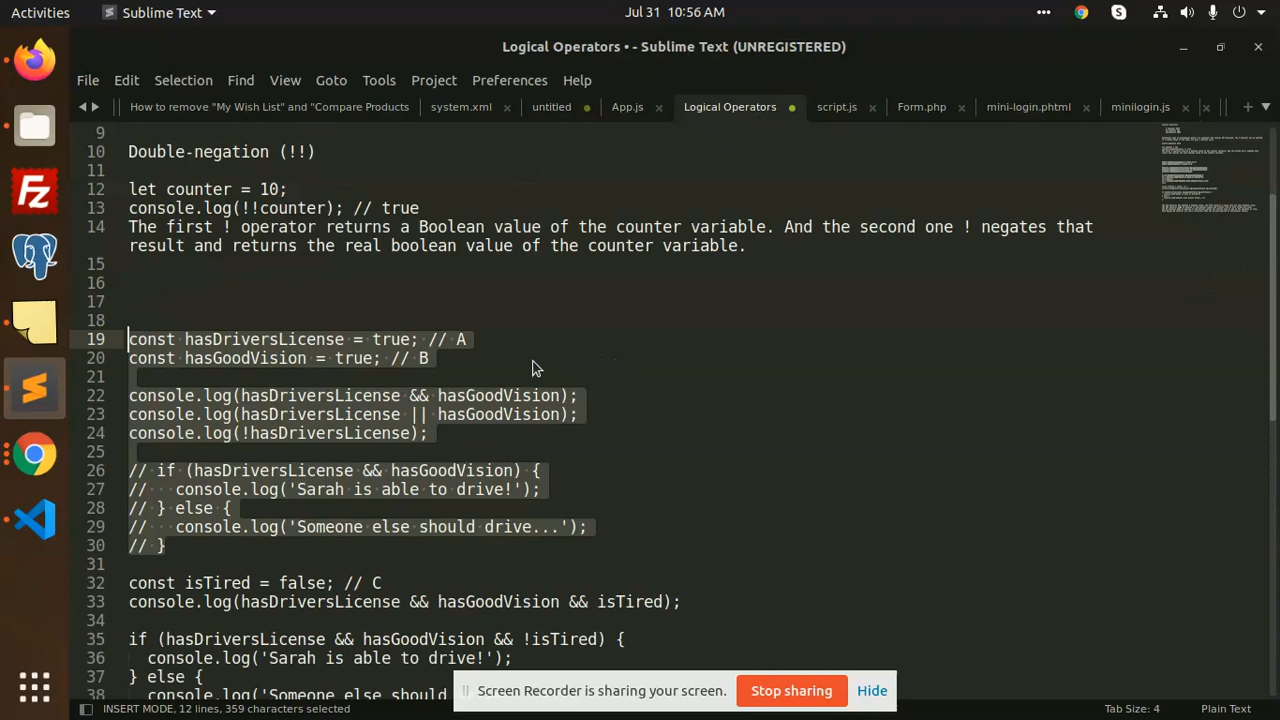 Activities
Sublime Text
Jul 31 10:56 AM
Logical Operators • - Sublime Text (UNREGISTERED)
File Edit Selection Find View Goto Tools Project Preferences Help
How to remove "My Wish List" and "Compare Products
system.xml
untitled
App.js
Logical Operators
script.js
Form.php
mini-login.phtml
minilogin.js
9
10 Double-negation (!!)
11
12 let counter = 10;
13 console.log(!!counter); // true
14 The first ! operator returns a Boolean value of the counter variable. And the second one ! negates that
result and returns the real boolean value of the counter variable.
15
16
17
18
19 const hasDriversLicense = true; // A
20 const hasGoodVision = true; // B
21
22 console.log(hasDriversLicense && hasGoodVision);
23 console.log(hasDriversLicense || hasGoodVision);
24 console.log(!hasDriversLicense);
25
26 // if (hasDriversLicense && hasGoodVision) {
27 //   console.log('Sarah is able to drive!');
28 // } else {
29 //   console.log('Someone else should drive...');
30 // }
31
32 const isTired = false; // C
33 console.log(hasDriversLicense && hasGoodVision && isTired);
34
35 if (hasDriversLicense && hasGoodVision && !isTired) {
36   console.log('Sarah is able to drive!');
37 } else {
38   console.log('Someone else should
Screen Recorder is sharing your screen.
Stop sharing
Hide
INSERT MODE, 12 lines, 359 characters selected
Tab Size: 4
Plain Text